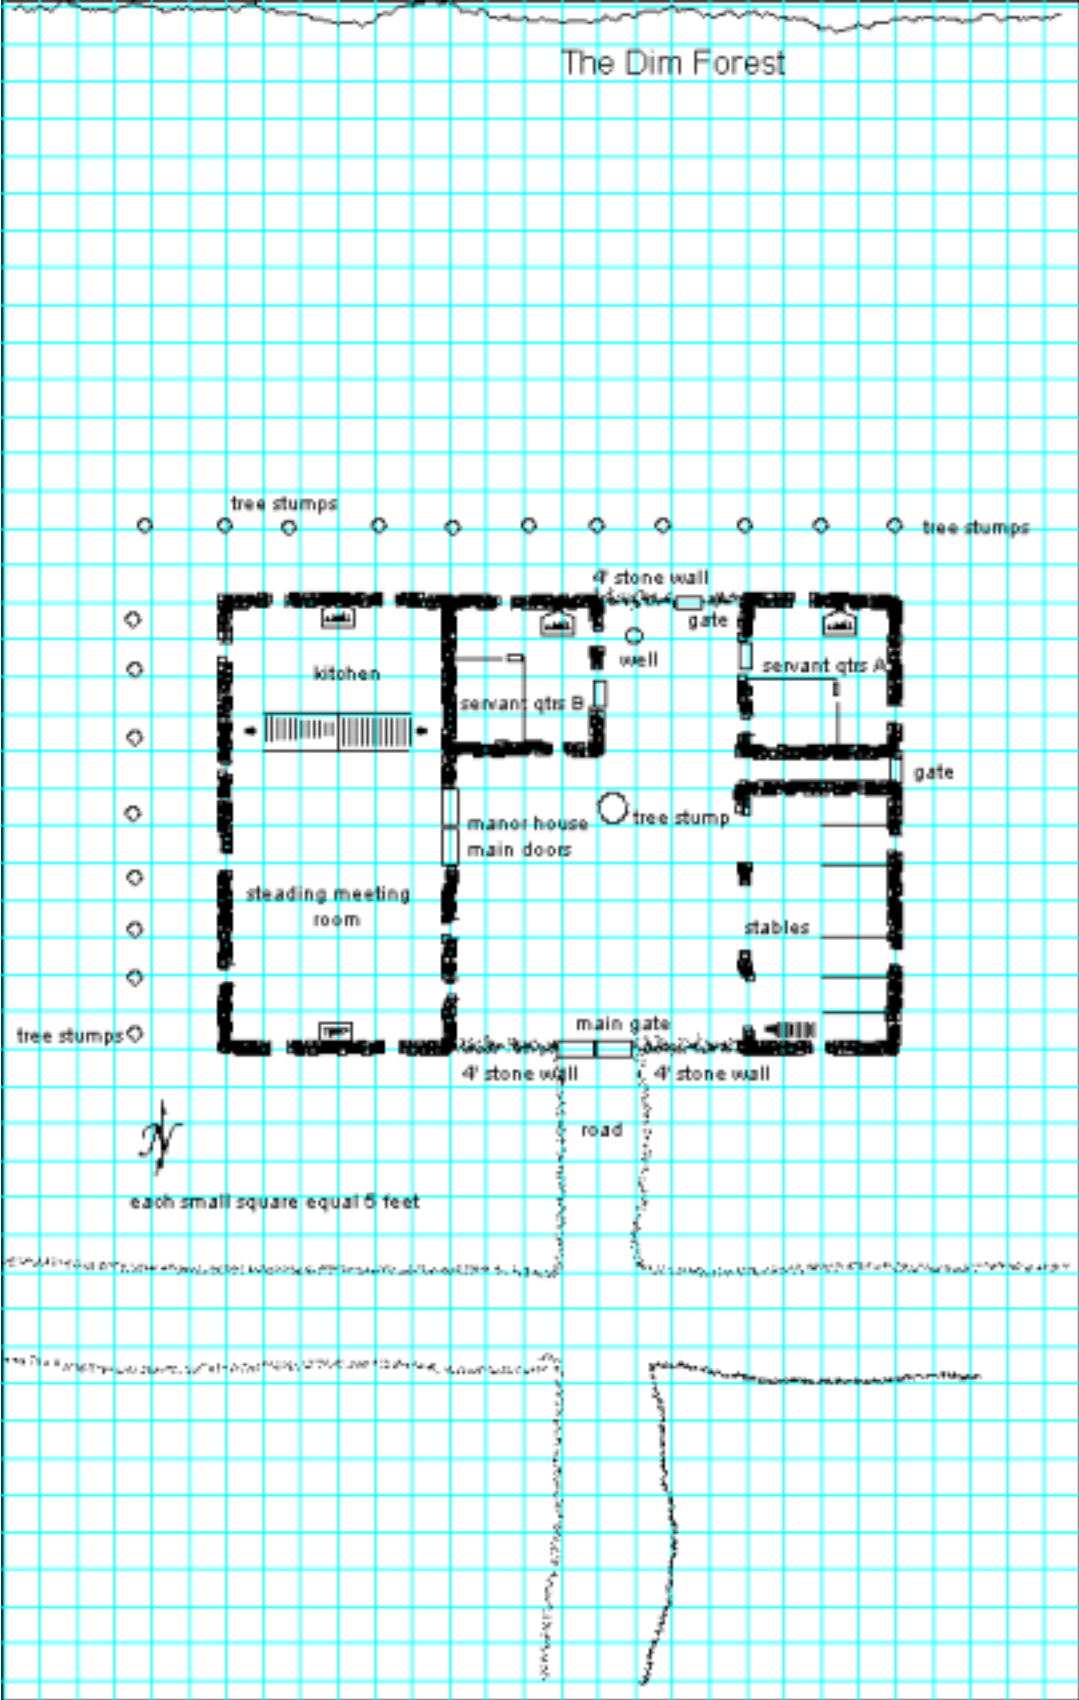 The Dim Forest
tree stumps
tree stumps
4' stone wall
gate
well
kitchen
servant qtrs A
servant qtrs B
gate
tree stump
manor house
main doors
steading meeting
room
stables
main gate
tree stumps
4' stone wall
4' stone wall
road
N
each small square equal 5 feet